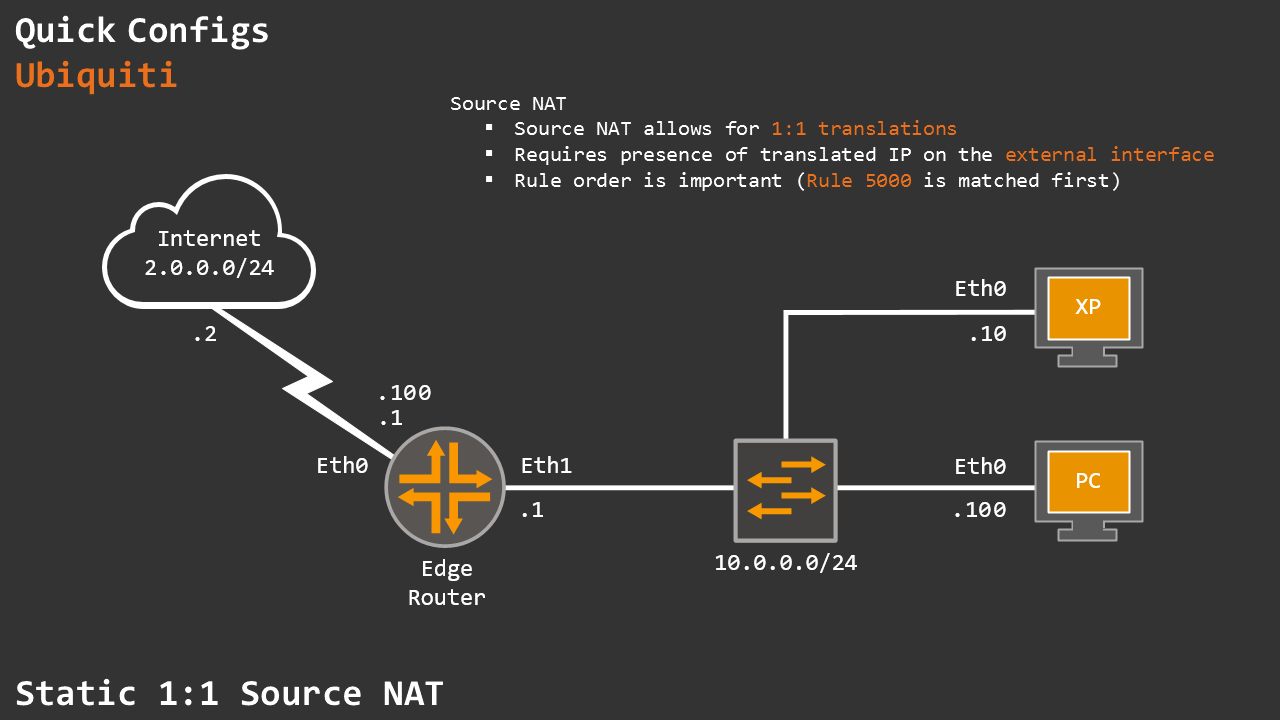 Quick Configs
Ubiquiti
Source NAT
▪ Source NAT allows for 1:1 translations
▪ Requires presence of translated IP on the external interface
▪ Rule order is important (Rule 5000 is matched first)
Internet
2.0.0.0/24
.2
.100
.1
Eth0
Eth1
.1
Edge
Router
10.0.0.0/24
Eth0
.10
XP
Eth0
.100
PC
Static 1:1 Source NAT